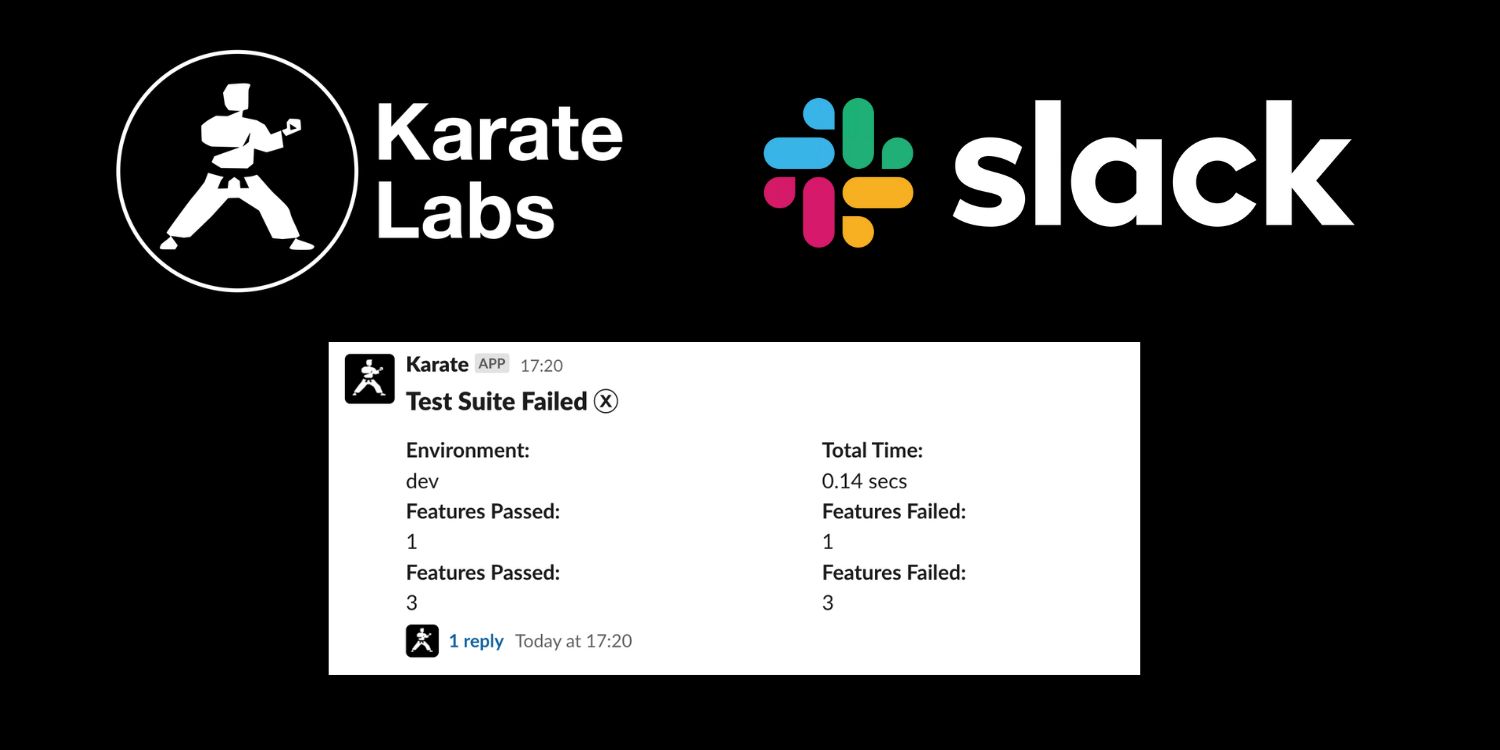 Karate
Labs
slack
Karate APP 17:20
Test Suite Failed ⓧ
Environment:
Total Time:
dev
0.14 secs
Features Passed:
Features Failed:
1
1
Features Passed:
Features Failed:
3
3
1 reply Today at 17:20